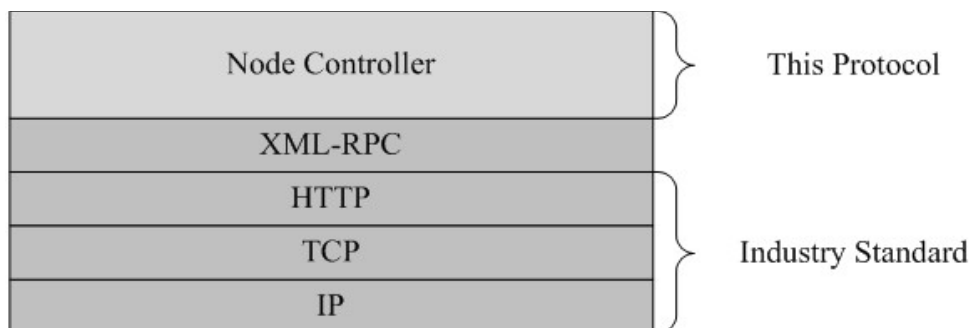 Node Controller
This Protocol
XML-RPC
HTTP
TCP
Industry Standard
IP